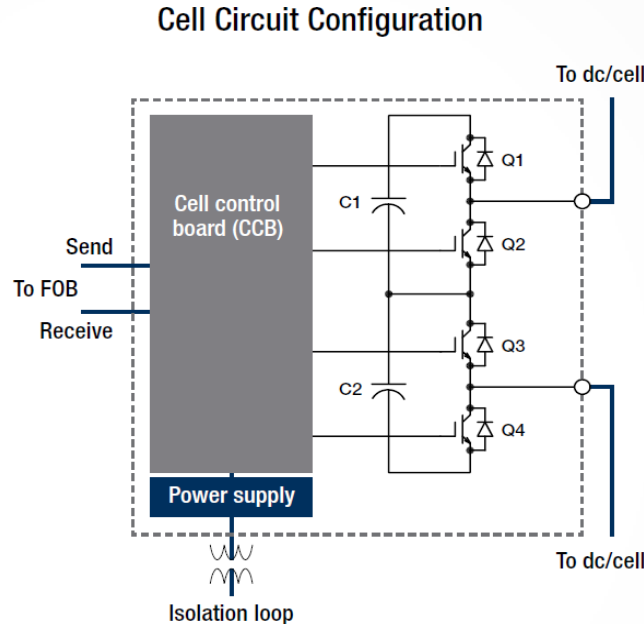 Cell Circuit Configuration
To dc/cell
Q1
Cell control
board (CCB)
C1
Send
Q2
To FOB
Receive
Q3
C2
Q4
Power supply
To dc/cell
Isolation loop